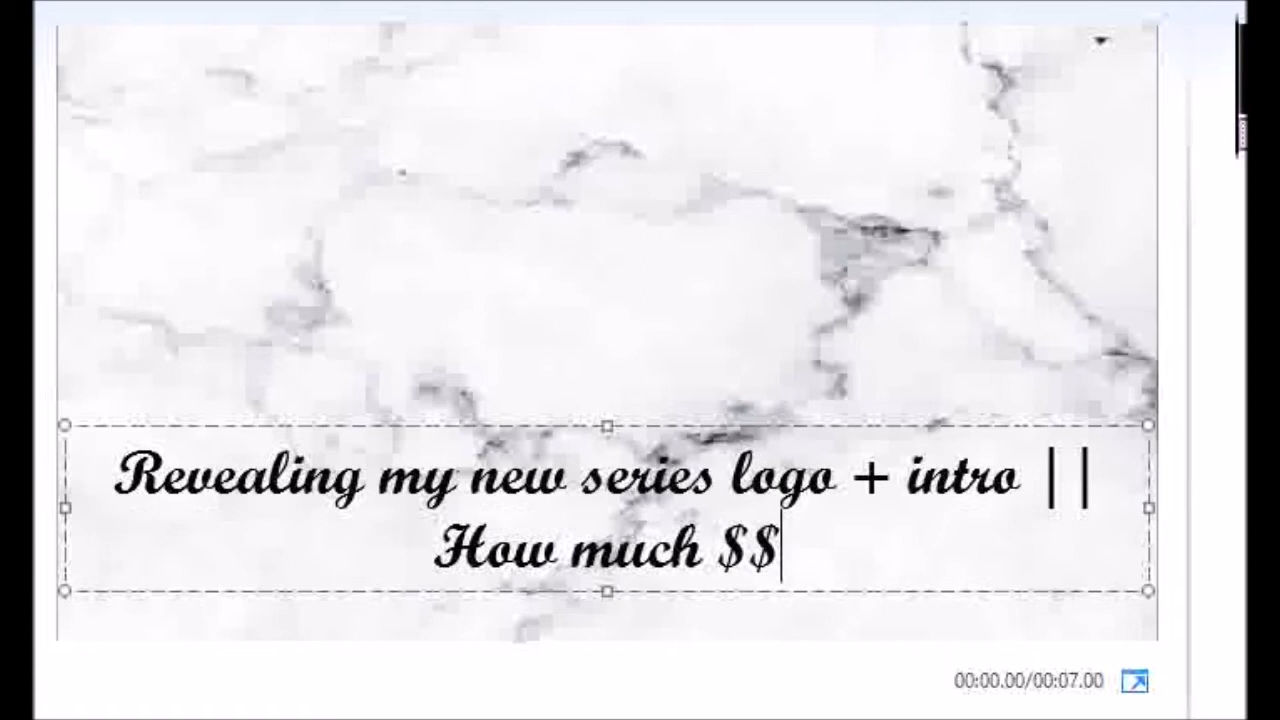 Revealing my new series logo + intro ||
How much $$
00:00.00/00:07.00